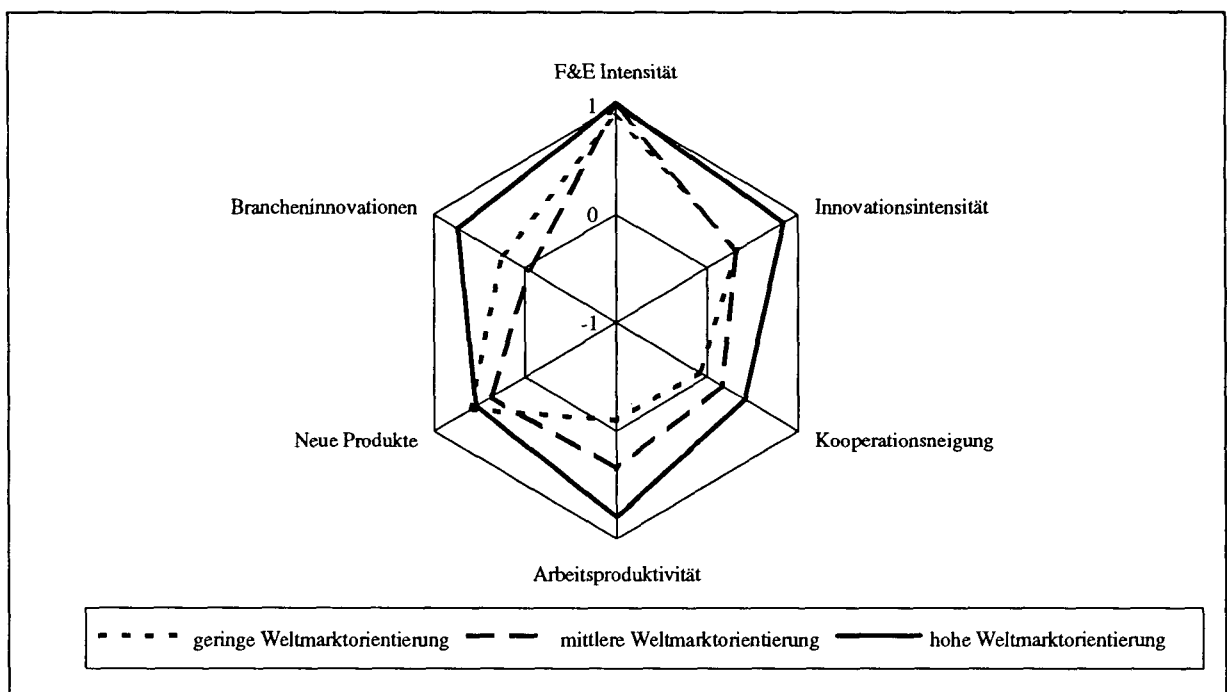 F&E Intensität
1
Brancheninnovationen
0
Innovationsintensität
-1
Neue Produkte
Kooperationsneigung
Arbeitsproduktivität
geringe Weltmarktorientierung
mittlere Weltmarktorientierung
hohe Weltmarktorientierung